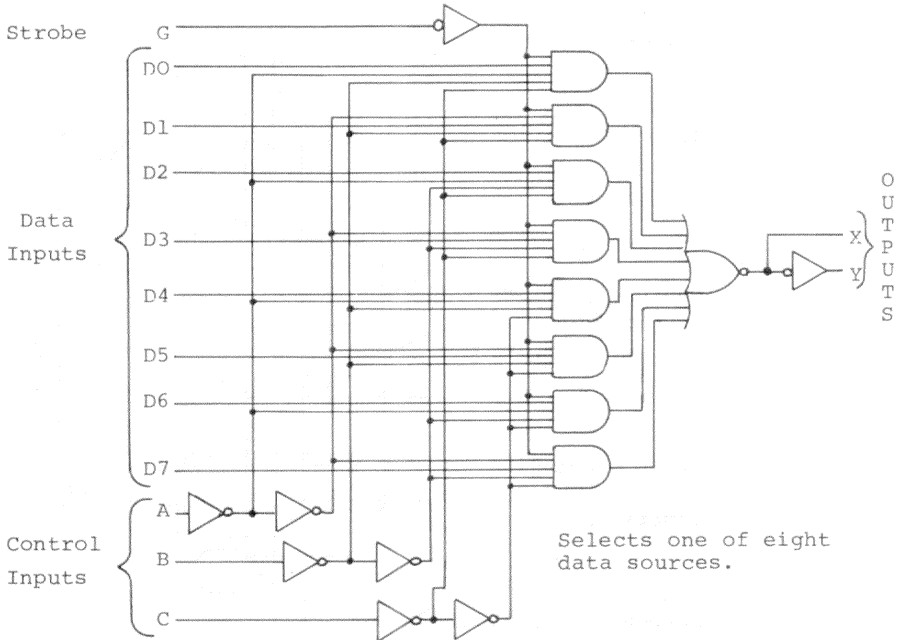 Strobe G
D0
D1
D2
Data
Inputs
D3
D4
D5
D6
D7
Control
Inputs
A
B
C
OUTPUTS
X
Y
Selects one of eight
data sources.